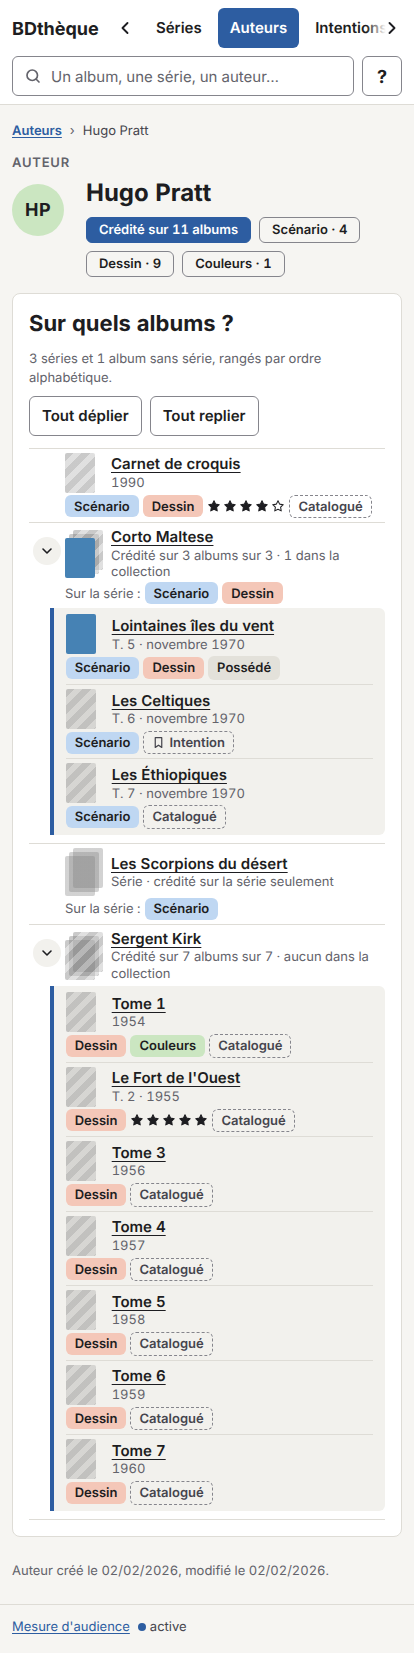 BDthèque Séries Auteurs Intentions
Un album, une série, un auteur... ?
Auteurs › Hugo Pratt
AUTEUR
HP
Hugo Pratt
Crédité sur 11 albums Scénario · 4
Dessin · 9 Couleurs · 1
Sur quels albums ?
3 séries et 1 album sans série, rangés par ordre
alphabétique.
Tout déplier Tout replier
Carnet de croquis
1990
Scénario Dessin ★★★★☆ Catalogué
Corto Maltese
Crédité sur 3 albums sur 3 · 1 dans la
collection
Sur la série : Scénario Dessin
Lointaines îles du vent
T. 5 · novembre 1970
Scénario Dessin Possédé
Les Celtiques
T. 6 · novembre 1970
Scénario Intention
Les Éthiopiques
T. 7 · novembre 1970
Scénario Catalogué
Les Scorpions du désert
Série · crédité sur la série seulement
Sur la série : Scénario
Sergent Kirk
Crédité sur 7 albums sur 7 · aucun dans la
collection
Tome 1
1954
Dessin Couleurs Catalogué
Le Fort de l'Ouest
T. 2 · 1955
Dessin ★★★★★ Catalogué
Tome 3
1956
Dessin Catalogué
Tome 4
1957
Dessin Catalogué
Tome 5
1958
Dessin Catalogué
Tome 6
1959
Dessin Catalogué
Tome 7
1960
Dessin Catalogué
Auteur créé le 02/02/2026, modifié le 02/02/2026.
Mesure d'audience active